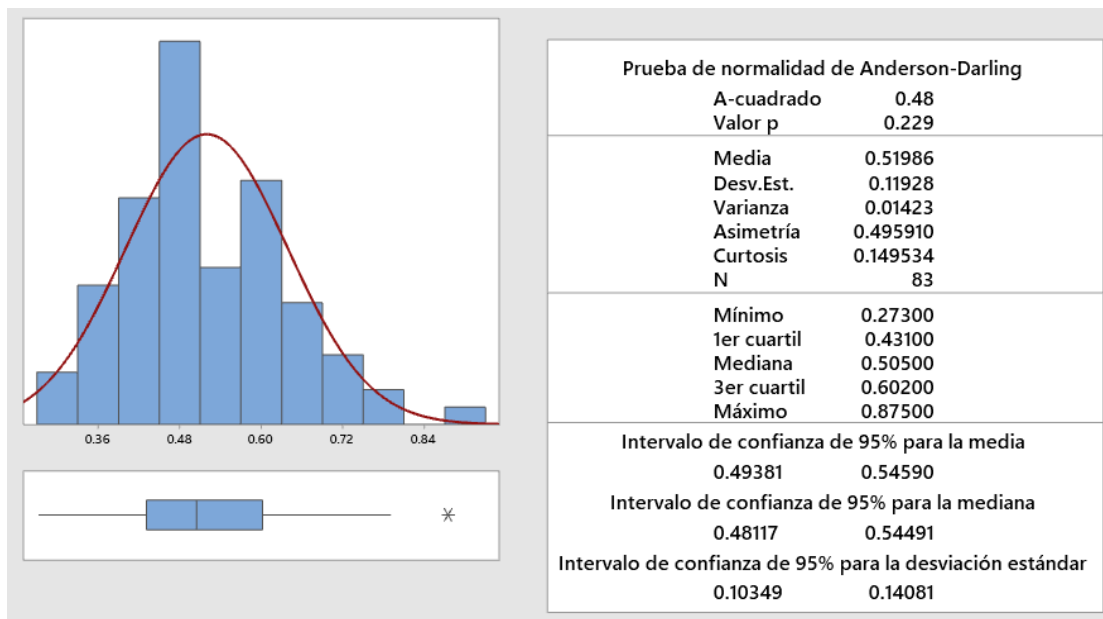 0.36 0.48 0.60 0.72 0.84
Prueba de normalidad de Anderson-Darling
A-cuadrado 0.48
Valor p 0.229
Media 0.51986
Desv.Est. 0.11928
Varianza 0.01423
Asimetría 0.495910
Curtosis 0.149534
N 83
Mínimo 0.27300
1er cuartil 0.43100
Mediana 0.50500
3er cuartil 0.60200
Máximo 0.87500
Intervalo de confianza de 95% para la media
0.49381 0.54590
Intervalo de confianza de 95% para la mediana
0.48117 0.54491
Intervalo de confianza de 95% para la desviación estándar
0.10349 0.14081